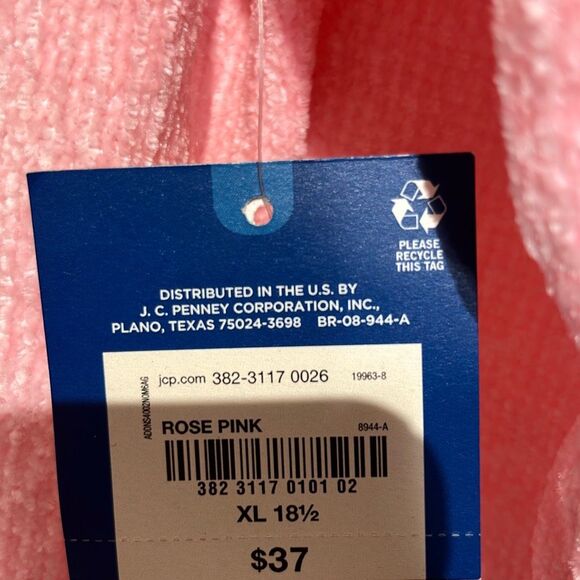 PLEASE
RECYCLE
THIS TAG
DISTRIBUTED IN THE U.S. BY
J. C. PENNEY CORPORATION, INC.,
PLANO, TEXAS 75024-3698 BR-08-944-A
jcp.com 382-3117 0026 19963-8
ADDNS4002NOM6AG
ROSE PINK 8944-A
382 3117 0101 02
XL 18½
$37